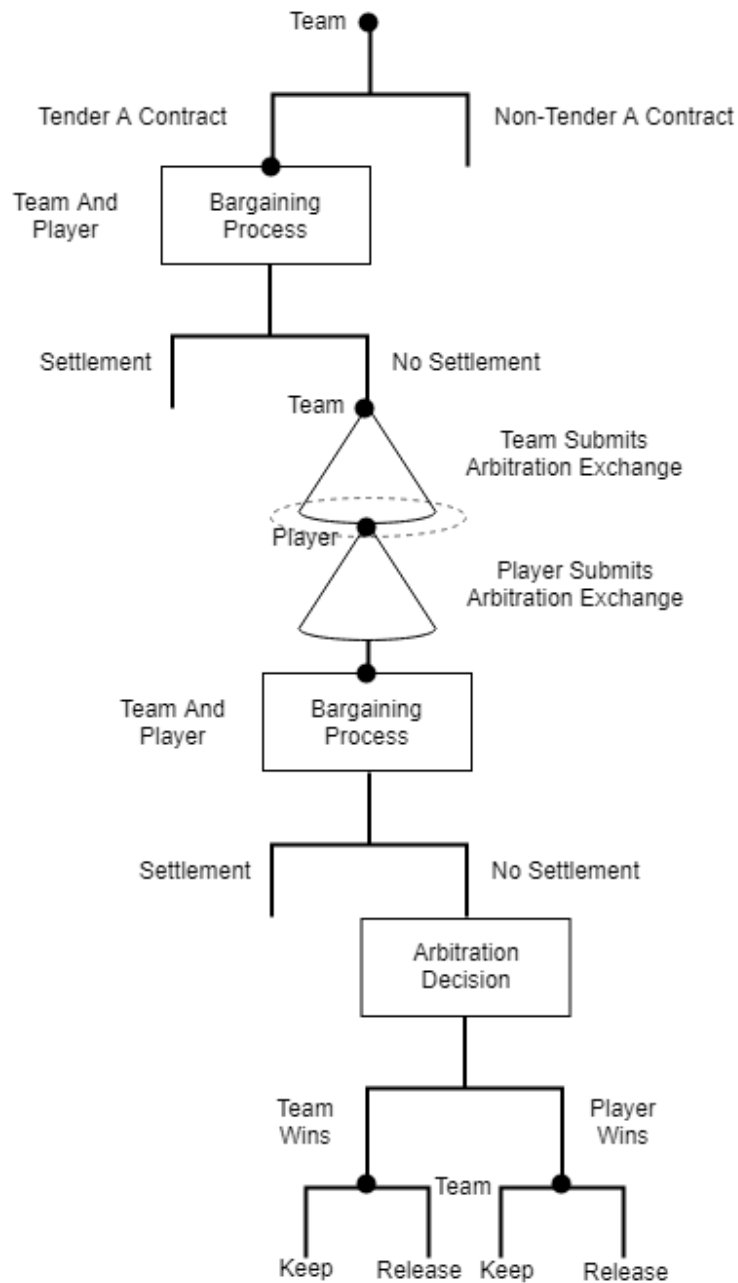 Team
Tender A Contract
Non-Tender A Contract
Team And
Player
Bargaining
Process
Settlement
No Settlement
Team
Team Submits
Arbitration Exchange
Player
Player Submits
Arbitration Exchange
Team And
Player
Bargaining
Process
Settlement
No Settlement
Arbitration
Decision
Team
Wins
Player
Wins
Team
Keep
Release
Keep
Release